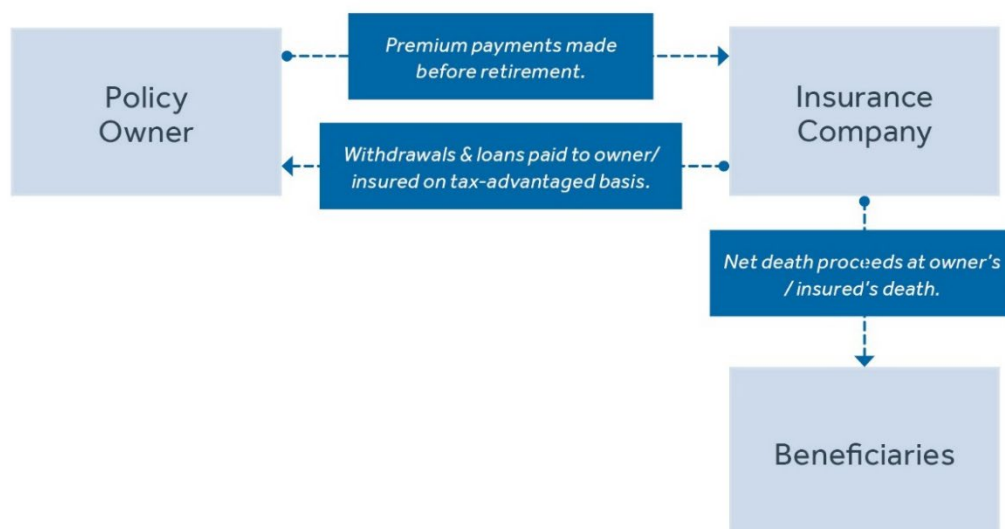 Policy
Owner
Premium payments made
before retirement.
Insurance
Company
Withdrawals & loans paid to owner/
insured on tax-advantaged basis.
Net death proceeds at owner's
/ insured's death.
Beneficiaries